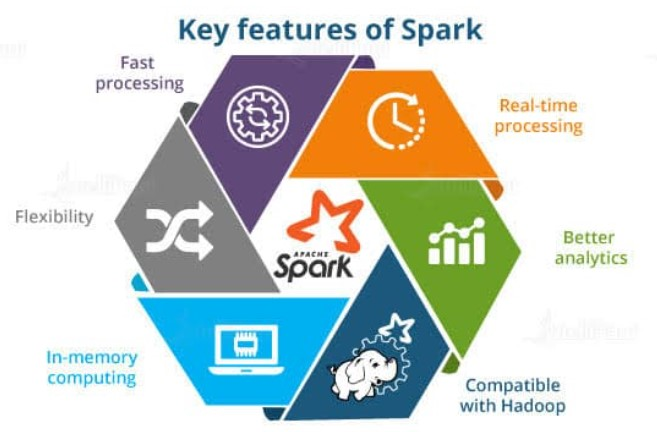 Key features of Spark
Fast
processing
Real-time
processing
Flexibility
Better
analytics
APACHE
Spark
In-memory
computing
Compatible
with Hadoop